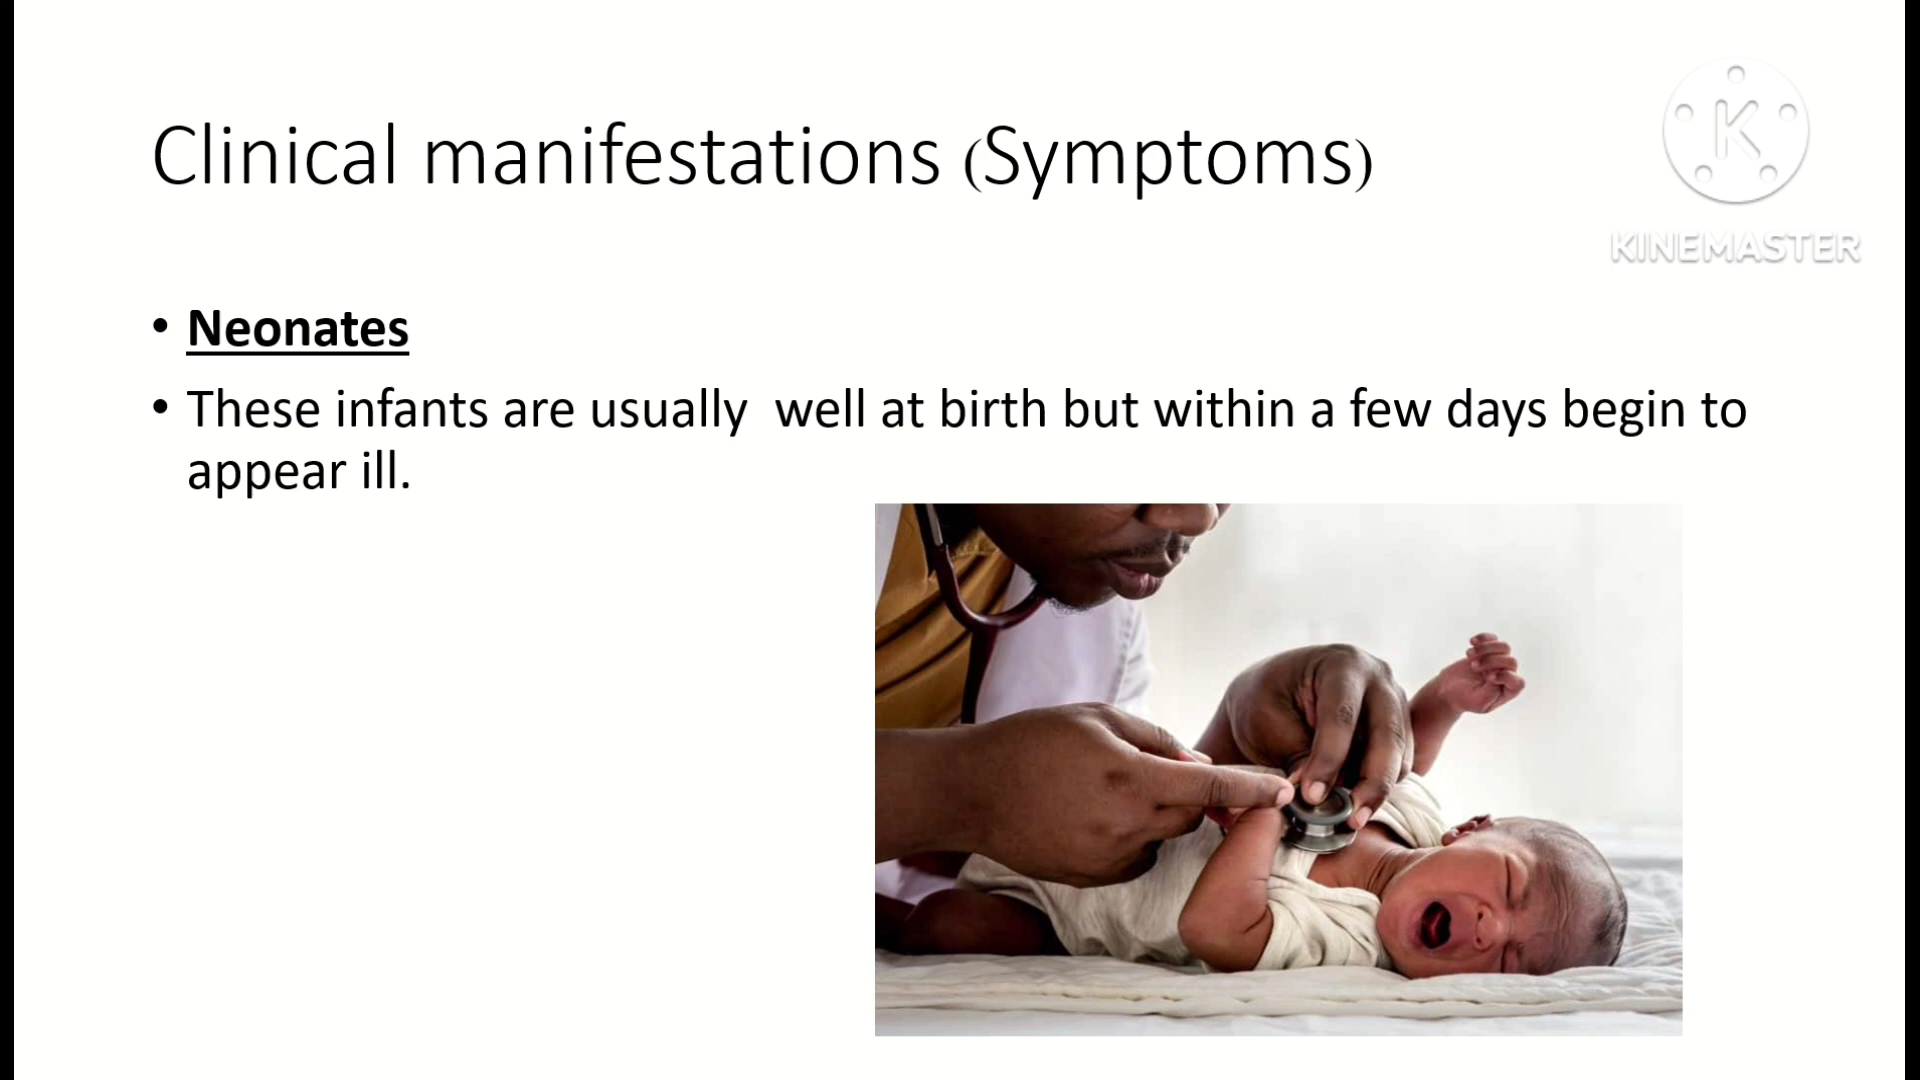 Clinical manifestations (Symptoms)
K
KINEMASTER
• Neonates
• These infants are usually  well at birth but within a few days begin to
appear ill.